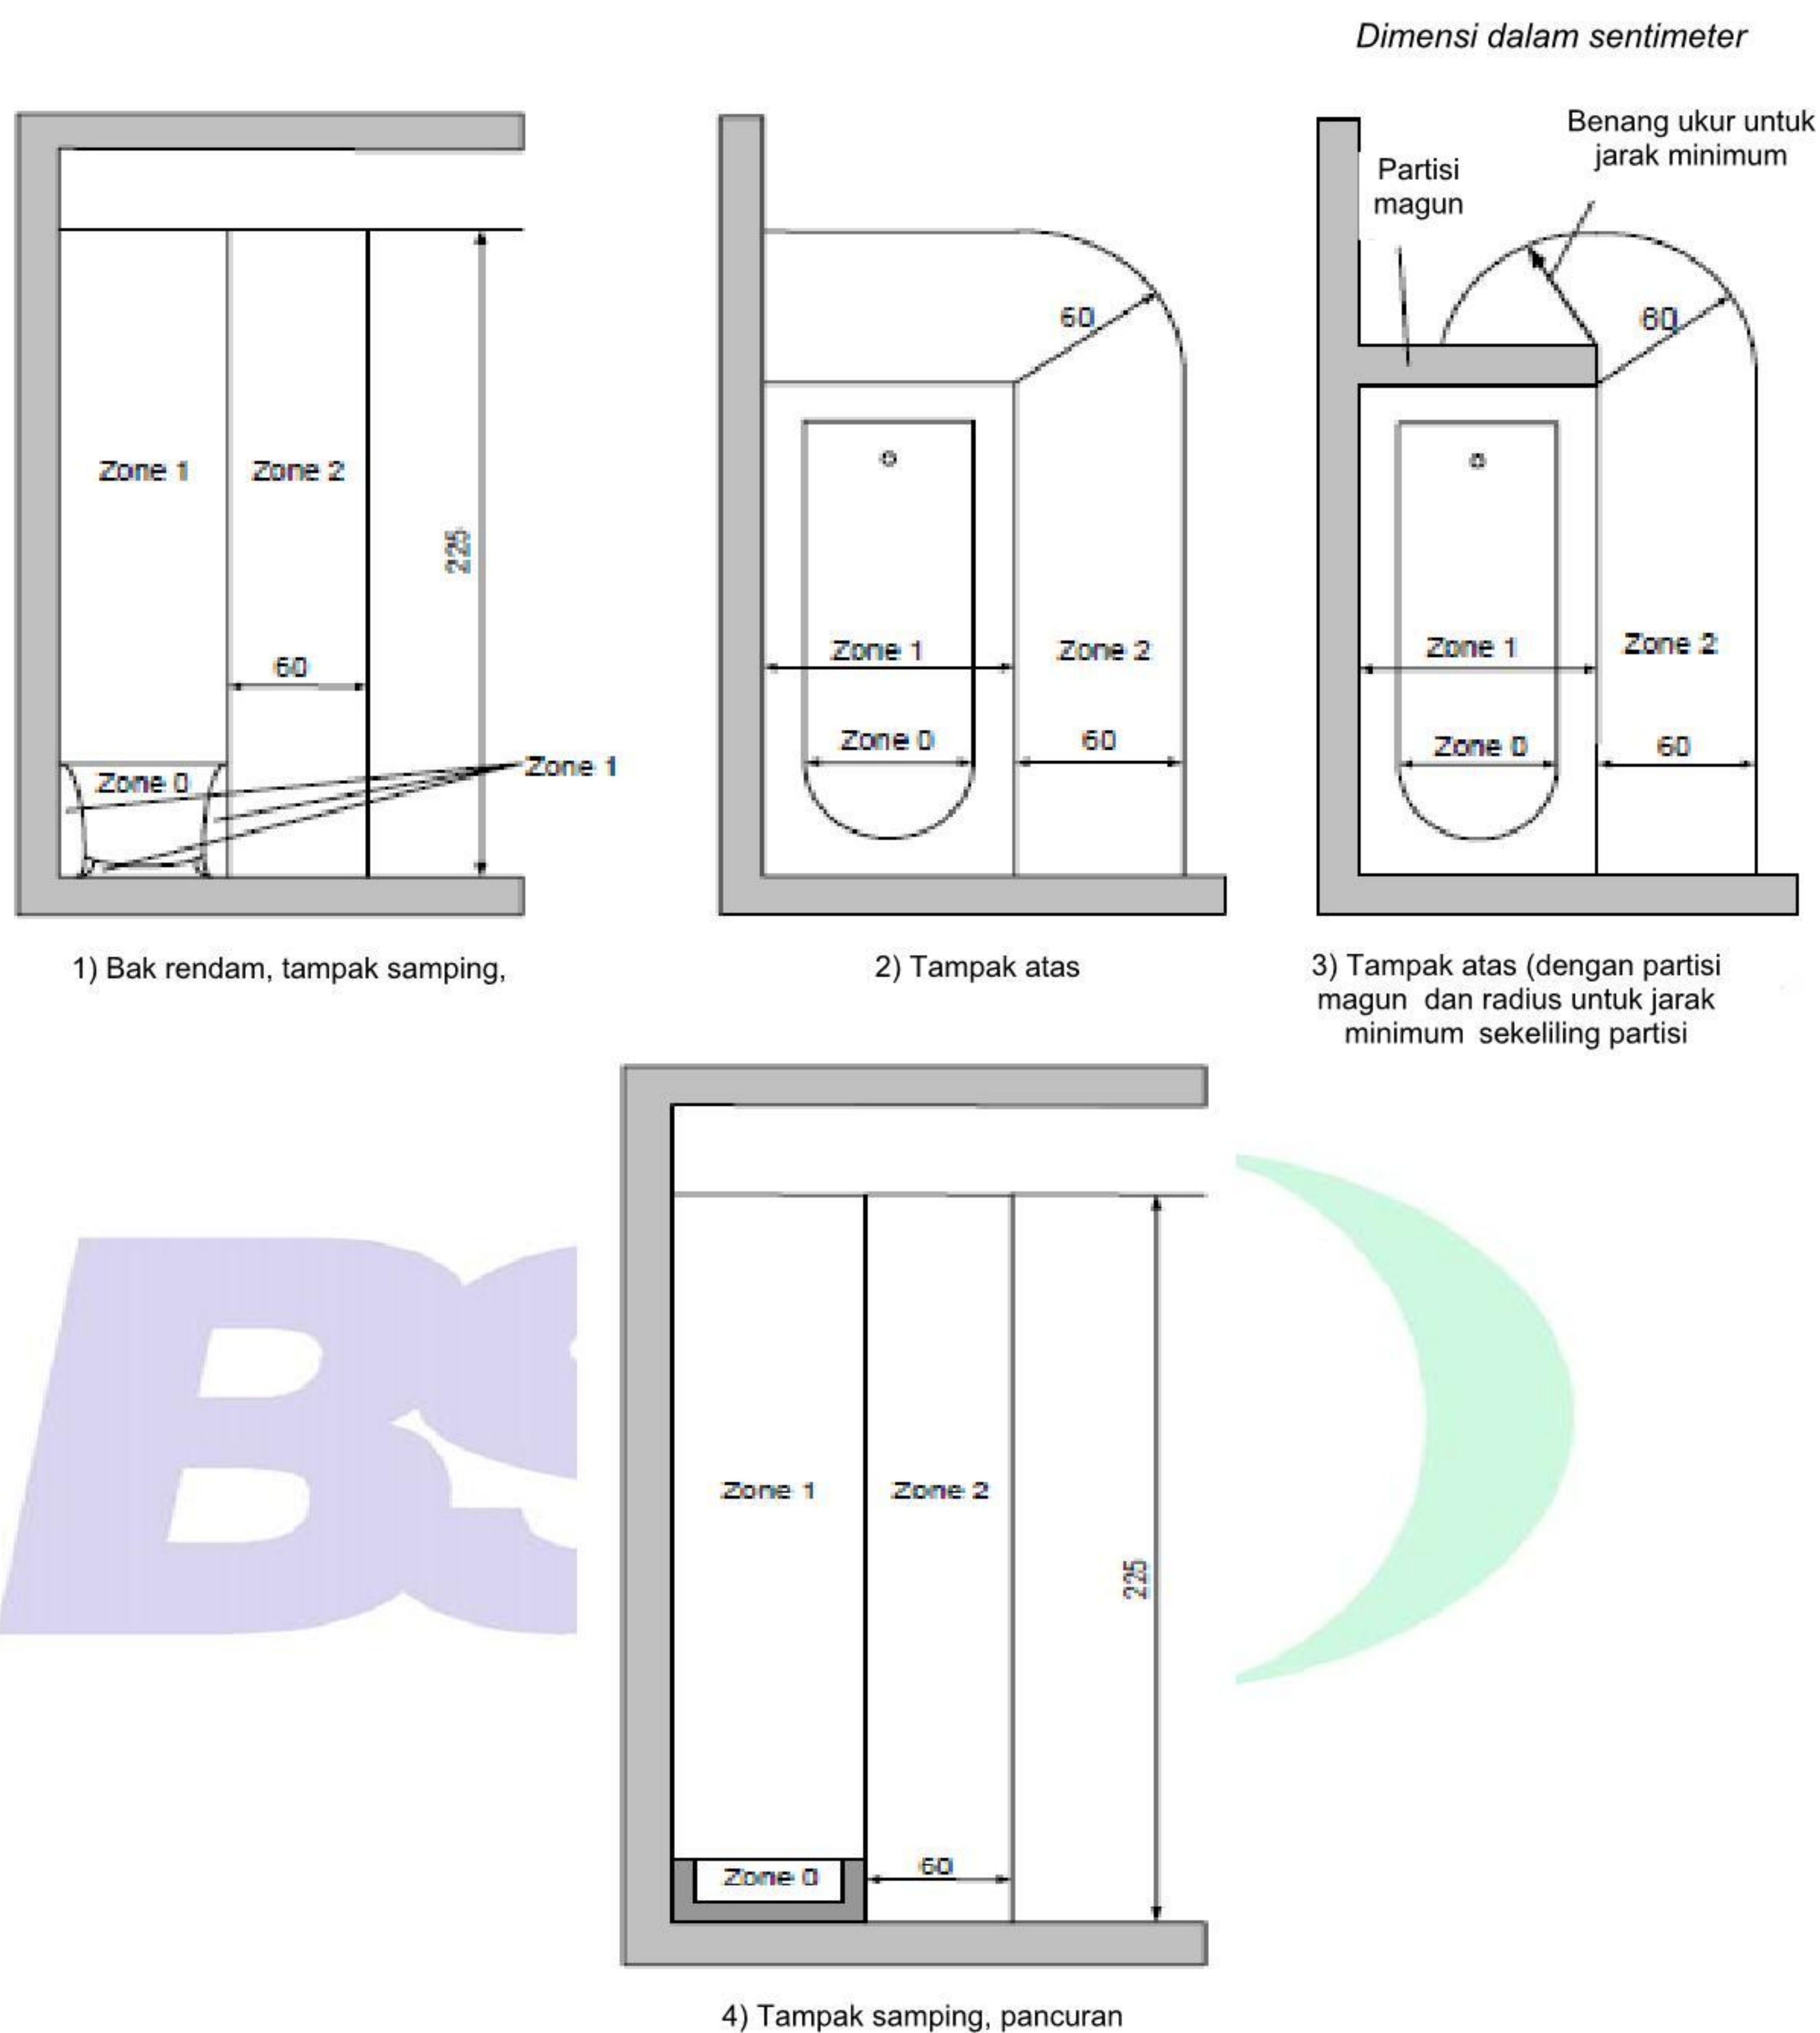 Dimensi dalam sentimeter
Zone 1
Zone 2
225
60
Zone 0
Zone 1
1) Bak rendam, tampak samping,
60
Zone 1
Zone 2
Zone 0
60
2) Tampak atas
Benang ukur untuk
jarak minimum
Partisi
magun
60
Zone 1
Zone 2
Zone 0
60
3) Tampak atas (dengan partisi
magun dan radius untuk jarak
minimum sekeliling partisi
BS
Zone 1
Zone 2
225
Zone 0
60
4) Tampak samping, pancuran